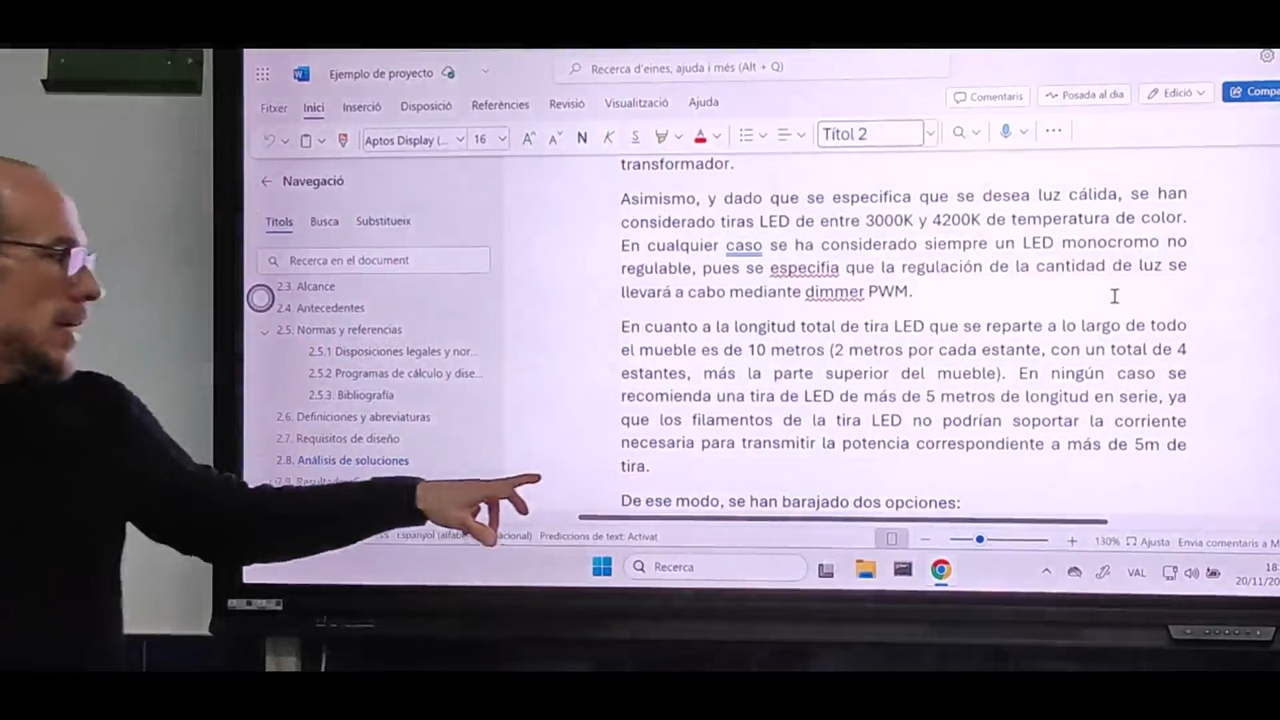 Ejemplo de proyecto
Recerca d'eines, ajuda i més (Alt + Q)
Fitxer Inici Inserció Disposició Referències Revisió Visualització Ajuda
Comentaris Posada al dia Edició
Aptos Display (... 16 N K S A Títol 2
Navegació
Títols Busca Substitueix
Recerca en el document
2.3. Alcance
2.4. Antecedentes
2.5. Normas y referencias
2.5.1 Disposiciones legales y nor...
2.5.2 Programas de cálculo y dise...
2.5.3. Bibliografía
2.6. Definiciones y abreviaturas
2.7. Requisitos de diseño
2.8. Análisis de soluciones
transformador.
Asimismo, y dado que se especifica que se desea luz cálida, se han
considerado tiras LED de entre 3000K y 4200K de temperatura de color.
En cualquier caso se ha considerado siempre un LED monocromo no
regulable, pues se especifia que la regulación de la cantidad de luz se
llevará a cabo mediante dimmer PWM.
En cuanto a la longitud total de tira LED que se reparte a lo largo de todo
el mueble es de 10 metros (2 metros por cada estante, con un total de 4
estantes, más la parte superior del mueble). En ningún caso se
recomienda una tira de LED de más de 5 metros de longitud en serie, ya
que los filamentos de la tira LED no podrían soportar la corriente
necesaria para transmitir la potencia correspondiente a más de 5m de
tira.
De ese modo, se han barajado dos opciones:
Espanyol Prediccions de text: Activat 130% Ajusta Envia comentaris a
Recerca
VAL